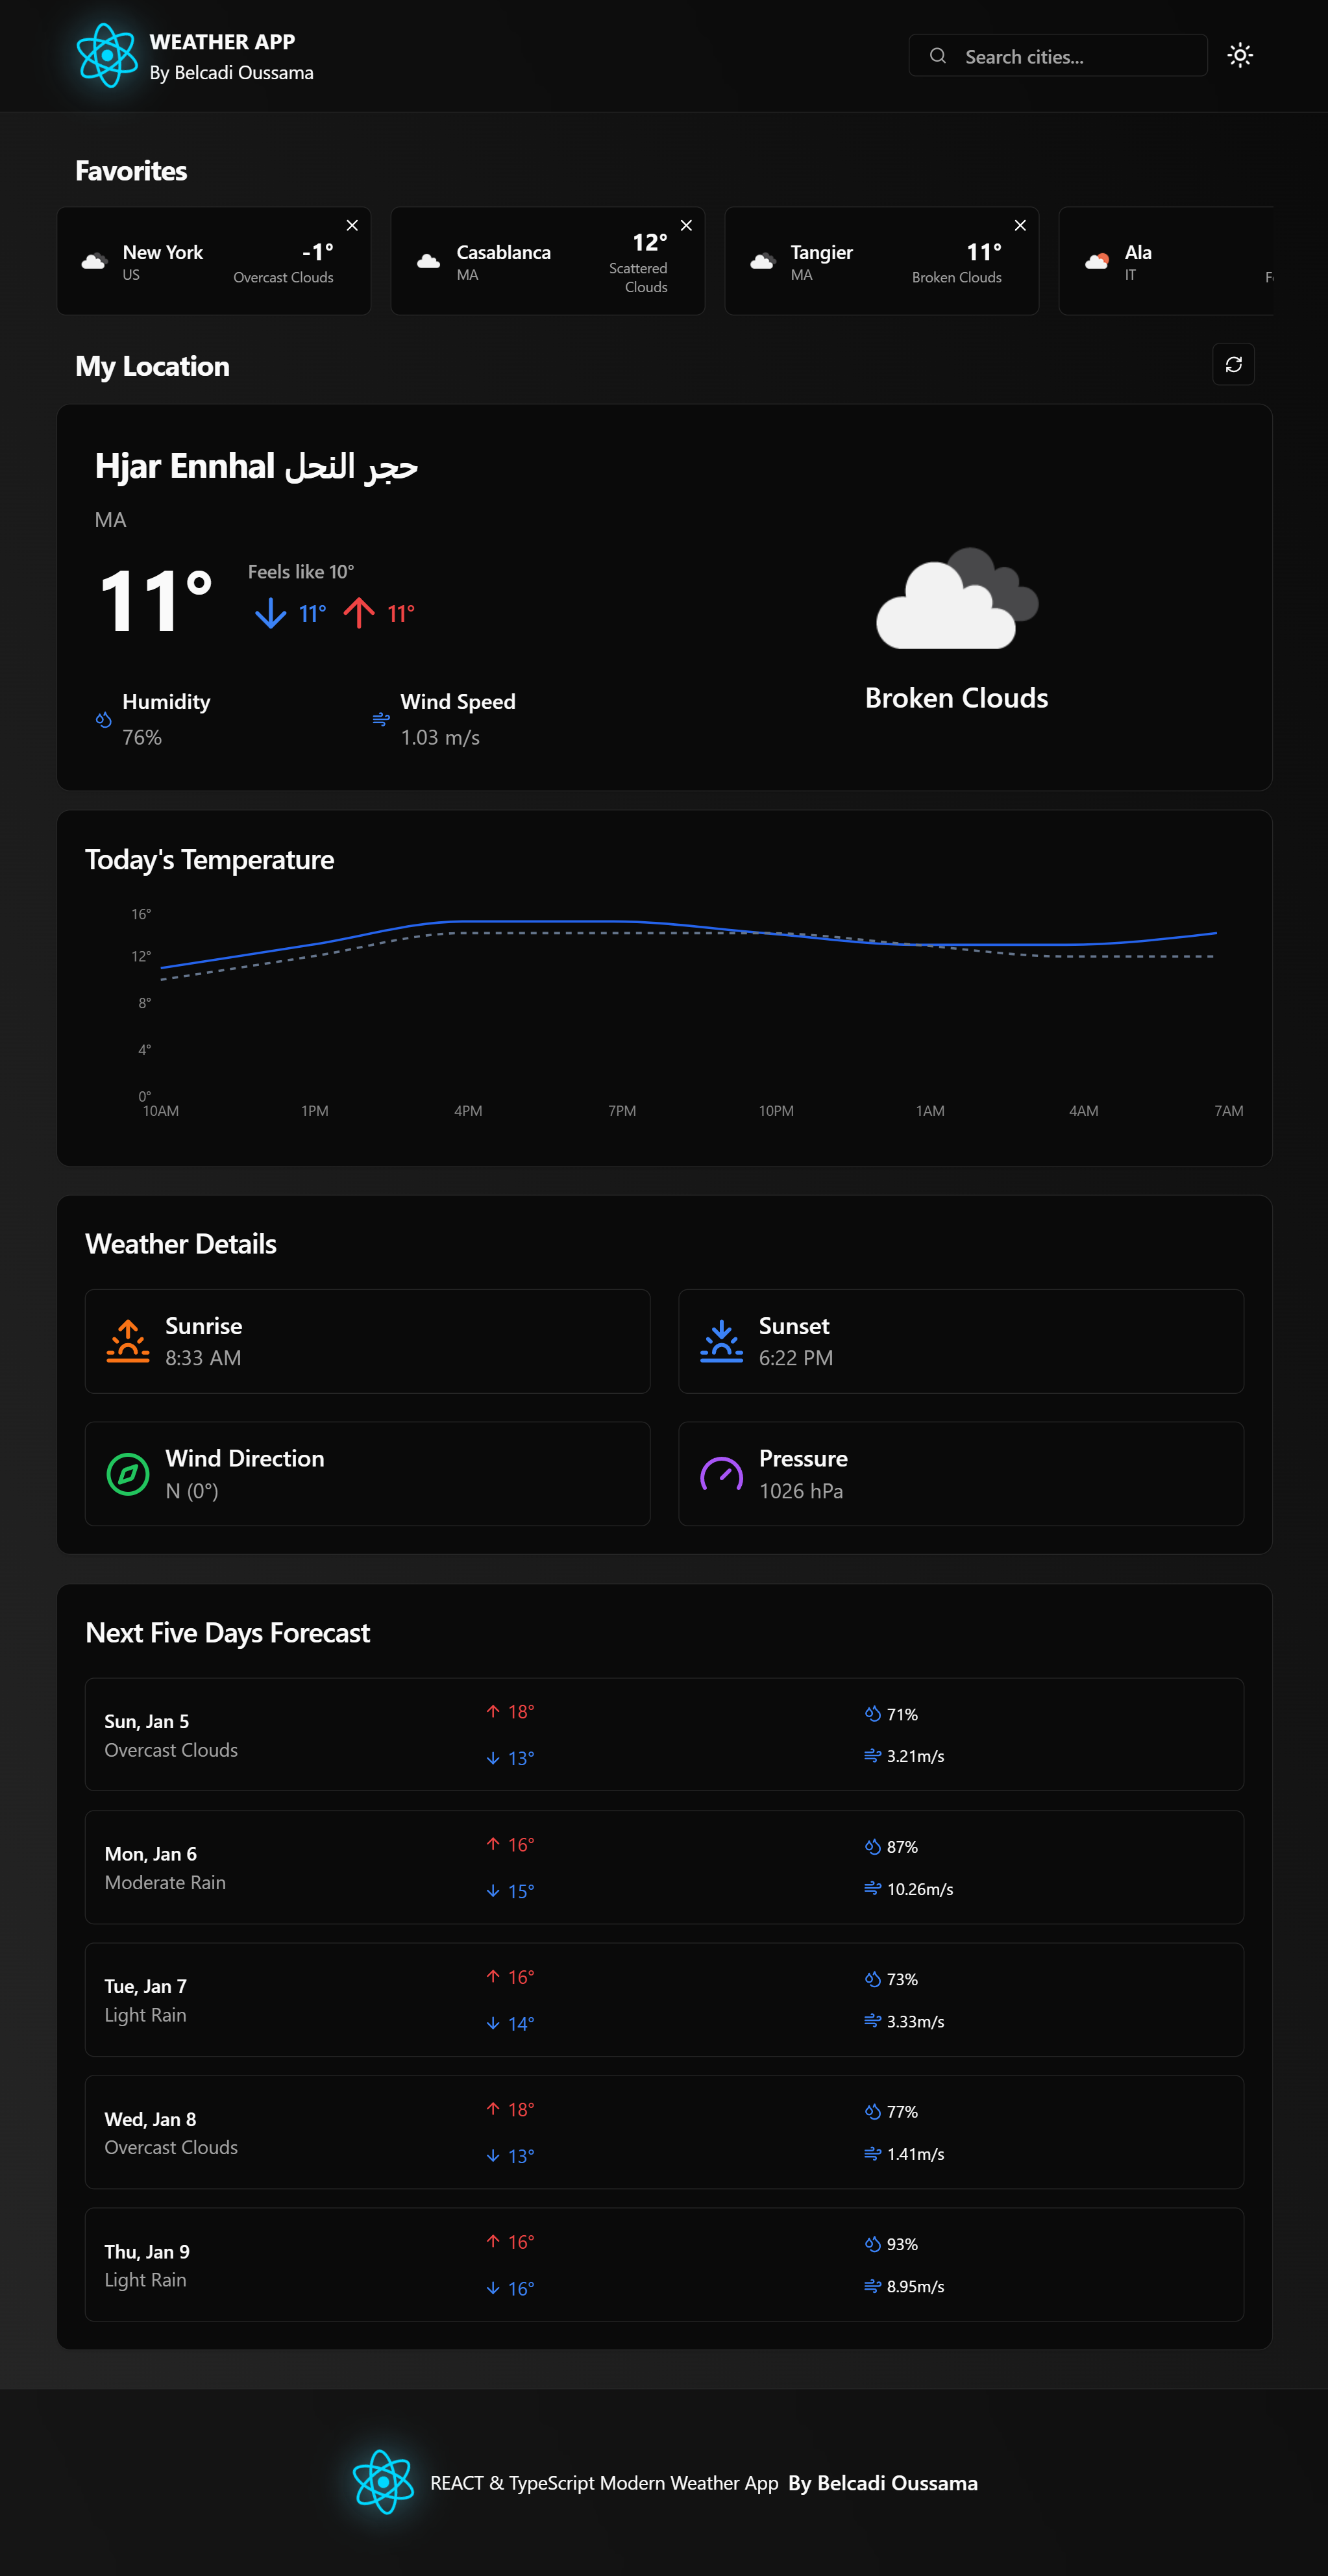 WEATHER APP
By Belcadi Oussama
Search cities...
Favorites
New York
US
-1°
Overcast Clouds
Casablanca
MA
12°
Scattered
Clouds
Tangier
MA
11°
Broken Clouds
Ala
IT
My Location
Hjar Ennhal حجر النحل
MA
11°
Feels like 10°
11° 11°
Humidity
76%
Wind Speed
1.03 m/s
Broken Clouds
Today's Temperature
16°
12°
8°
4°
0°
10AM 1PM 4PM 7PM 10PM 1AM 4AM 7AM
Weather Details
Sunrise
8:33 AM
Sunset
6:22 PM
Wind Direction
N (0°)
Pressure
1026 hPa
Next Five Days Forecast
Sun, Jan 5
Overcast Clouds
18°
13°
71%
3.21m/s
Mon, Jan 6
Moderate Rain
16°
15°
87%
10.26m/s
Tue, Jan 7
Light Rain
16°
14°
73%
3.33m/s
Wed, Jan 8
Overcast Clouds
18°
13°
77%
1.41m/s
Thu, Jan 9
Light Rain
16°
16°
93%
8.95m/s
REACT & TypeScript Modern Weather App By Belcadi Oussama